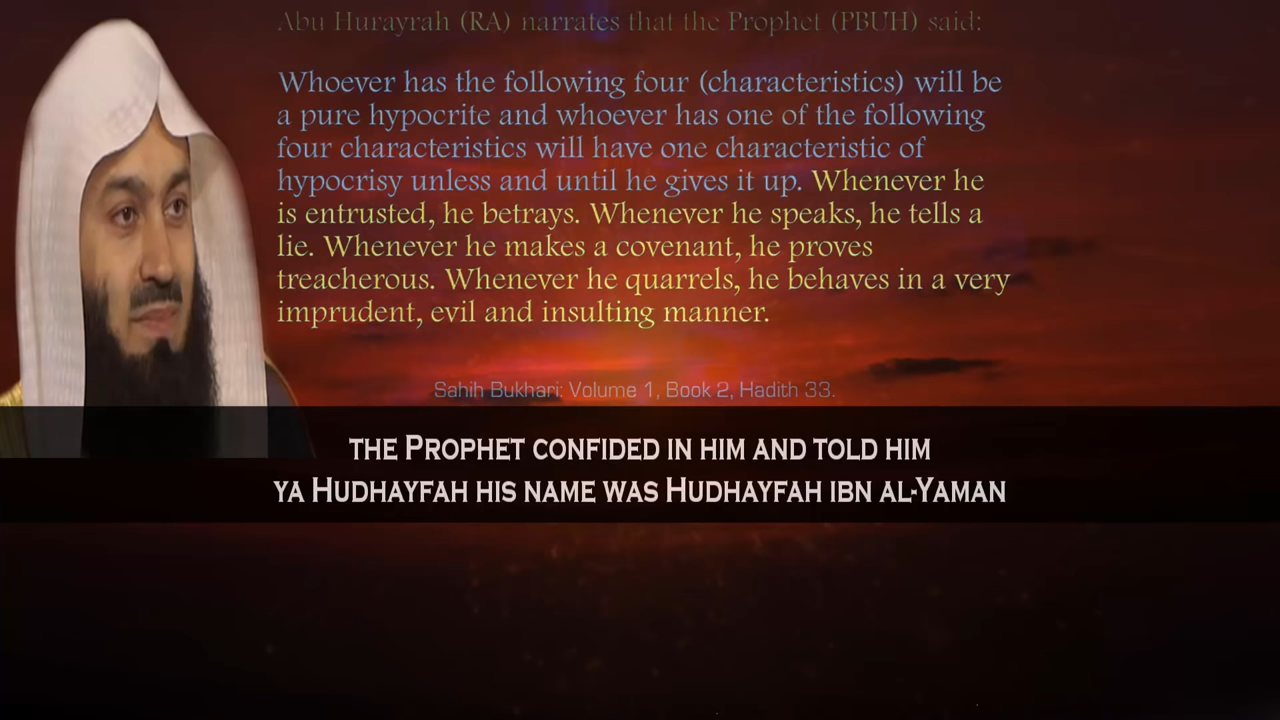 Abu Hurayrah (RA) narrates that the Prophet (PBUH) said:
Whoever has the following four (characteristics) will be
a pure hypocrite and whoever has one of the following
four characteristics will have one characteristic of
hypocrisy unless and until he gives it up. Whenever he
is entrusted, he betrays. Whenever he speaks, he tells a
lie. Whenever he makes a covenant, he proves
treacherous. Whenever he quarrels, he behaves in a very
imprudent, evil and insulting manner.
Sahih Bukhari: Volume 1, Book 2, Hadith 33.
the Prophet confided in him and told him
ya Hudhayfah his name was Hudhayfah ibn al-Yaman